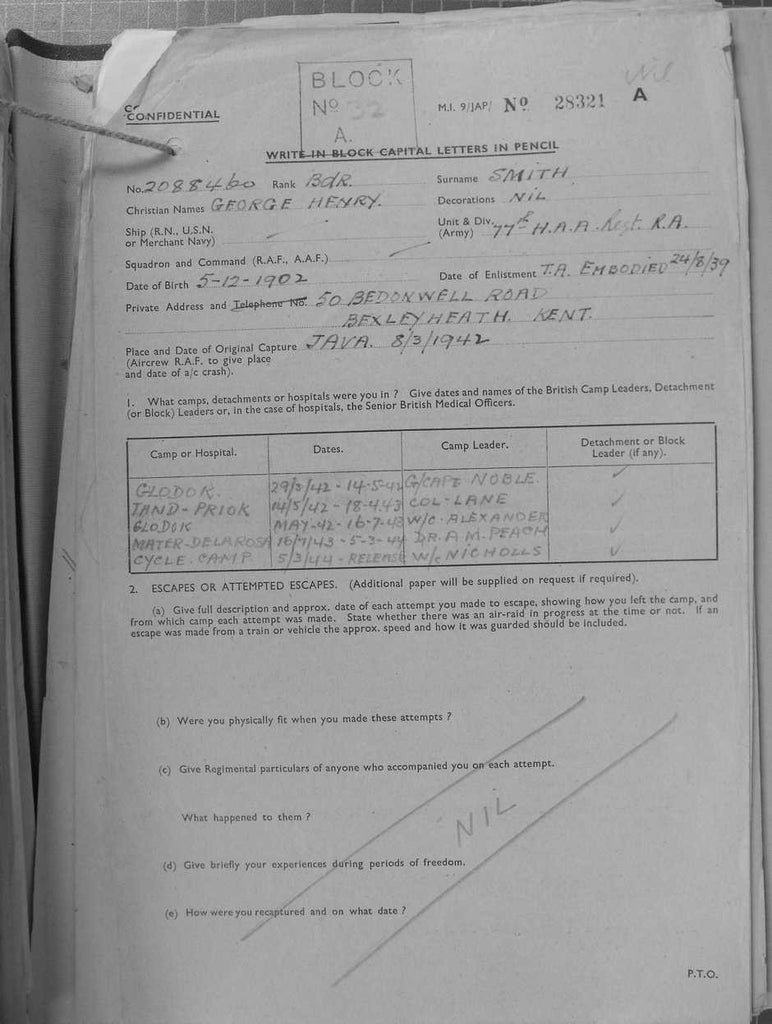 Nil
BLOCK
Nº 32
A.
CONFIDENTIAL
M.I. 9/JAP/ Nº 28321 A
WRITE IN BLOCK CAPITAL LETTERS IN PENCIL
No. 2088460 Rank BdR. Surname SMITH
Christian Names GEORGE HENRY. Decorations NIL
Ship (R.N., U.S.N. or Merchant Navy) Unit & Div. (Army) 77th H.A.A. Regt. R.A.
Squadron and Command (R.A.F., A.A.F.)
Date of Birth 5-12-1902 Date of Enlistment T.A. EMBODIED 24/8/39
Private Address and Telephone No. 50 BEDONWELL ROAD
BEXLEYHEATH. KENT.
Place and Date of Original Capture JAVA. 8/3/1942
(Aircrew R.A.F. to give place
and date of a/c crash).
1. What camps, detachments or hospitals were you in ? Give dates and names of the British Camp Leaders, Detachment
(or Block) Leaders or, in the case of hospitals, the Senior British Medical Officers.
Camp or Hospital. Dates. Camp Leader. Detachment or Block Leader (if any).
GLODOK. 29/3/42 - 14-5-42 G/CAPT NOBLE.
TAND-PRIOK 14/5/42 - 18-4.43 COL-LANE
GLODOK MAY-42 - 16-7-43 W/C-ALEXANDER
MATER-DELAROSA 16/7/43 - 5-3-44 DR. A.M. PEACH
CYCLE CAMP 5/3/44 - RELEASE W/C NICHOLLS
2. ESCAPES OR ATTEMPTED ESCAPES. (Additional paper will be supplied on request if required).
(a) Give full description and approx. date of each attempt you made to escape, showing how you left the camp, and
from which camp each attempt was made. State whether there was an air-raid in progress at the time or not. If an
escape was made from a train or vehicle the approx. speed and how it was guarded should be included.
(b) Were you physically fit when you made these attempts ?
(c) Give Regimental particulars of anyone who accompanied you on each attempt.
What happened to them ?
NIL
(d) Give briefly your experiences during periods of freedom.
(e) How were you recaptured and on what date ?
P.T.O.